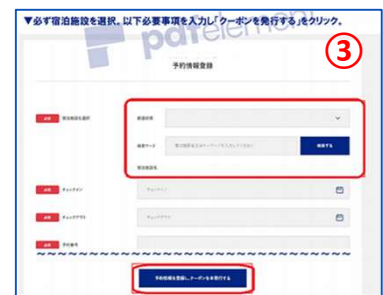 ▼必ず宿泊施設を選択。以下必要事項を入力し「クーポンを発行する」をクリック。
pdfelement
③
予約情報登録
必須 宿泊施設を選択
都道府県
検索ワード
検索する
宿泊施設名
必須 チェックイン
チェックイン
必須 チェックアウト
チェックアウト
必須 予約番号
予約情報を登録し、クーポンを発行する